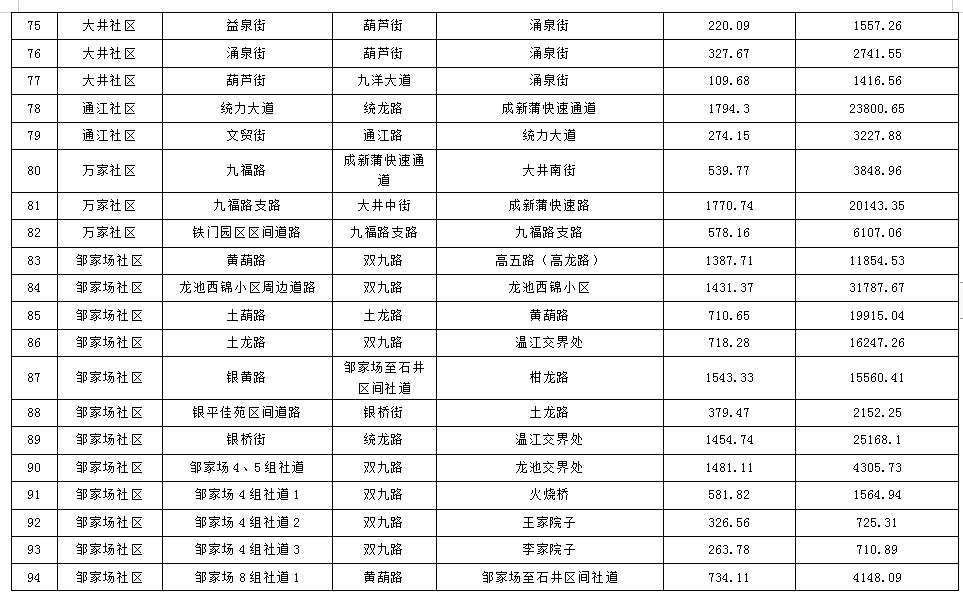 75 大井社区 益泉街 葫芦街 涌泉街 220.09 1557.26
76 大井社区 涌泉街 葫芦街 涌泉街 327.67 2741.55
77 大井社区 葫芦街 九洋大道 涌泉街 109.68 1416.56
78 通江社区 统力大道 统龙路 成新蒲快速通道 1794.3 23800.65
79 通江社区 文贸街 通江路 统力大道 274.15 3227.88
80 万家社区 九福路 成新蒲快速通道 大井南街 539.77 3848.96
81 万家社区 九福路支路 大井中街 成新蒲快速路 1770.74 20143.35
82 万家社区 铁门园区区间道路 九福路支路 九福路支路 578.16 6107.06
83 邹家场社区 黄葫路 双九路 高五路（高龙路） 1387.71 11854.53
84 邹家场社区 龙池西锦小区周边道路 双九路 龙池西锦小区 1431.37 31787.67
85 邹家场社区 土葫路 土龙路 黄葫路 710.65 19915.04
86 邹家场社区 土龙路 双九路 温江交界处 718.28 16247.26
87 邹家场社区 银黄路 邹家场至石井区间社道 柑龙路 1543.33 15560.41
88 邹家场社区 银平佳苑区间道路 银桥街 土龙路 379.47 2152.25
89 邹家场社区 银桥街 统龙路 温江交界处 1454.74 25168.1
90 邹家场社区 邹家场4、5组社道 双九路 龙池交界处 1481.11 4305.73
91 邹家场社区 邹家场4组社道1 双九路 火烧桥 581.82 1564.94
92 邹家场社区 邹家场4组社道2 双九路 王家院子 326.56 725.31
93 邹家场社区 邹家场4组社道3 双九路 李家院子 263.78 710.89
94 邹家场社区 邹家场8组社道1 黄葫路 邹家场至石井区间社道 734.11 4148.09